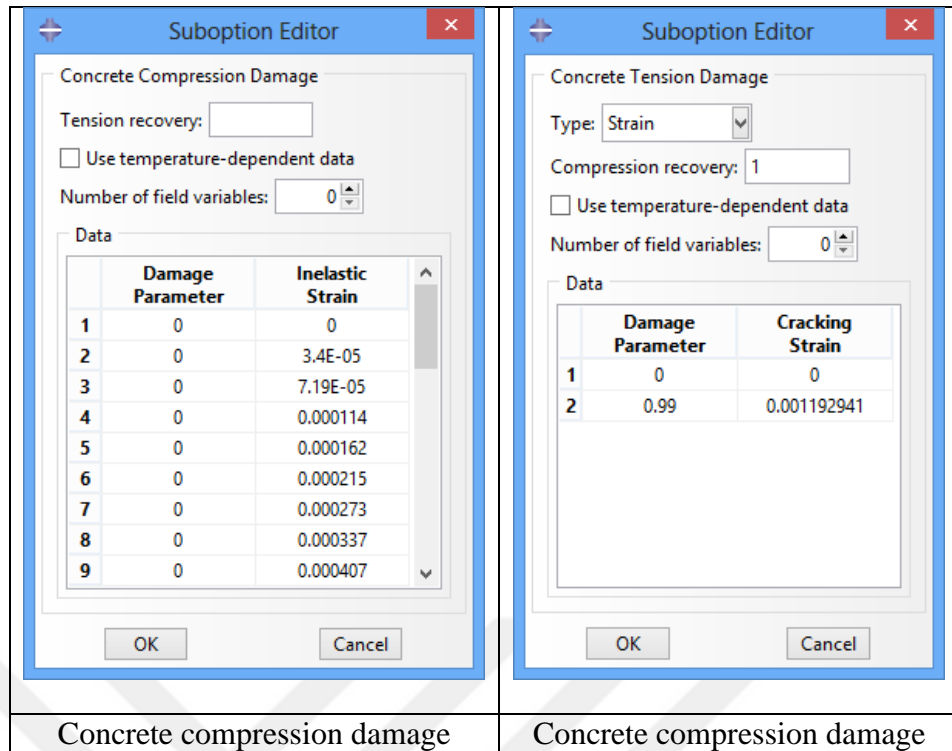 Suboption Editor
Concrete Compression Damage
Tension recovery:
Use temperature-dependent data
Number of field variables: 0
Data
Damage Parameter Inelastic Strain
1 0 0
2 0 3.4E-05
3 0 7.19E-05
4 0 0.000114
5 0 0.000162
6 0 0.000215
7 0 0.000273
8 0 0.000337
9 0 0.000407
OK Cancel
Concrete compression damage
Suboption Editor
Concrete Tension Damage
Type: Strain
Compression recovery: 1
Use temperature-dependent data
Number of field variables: 0
Data
Damage Parameter Cracking Strain
1 0 0
2 0.99 0.001192941
OK Cancel
Concrete compression damage